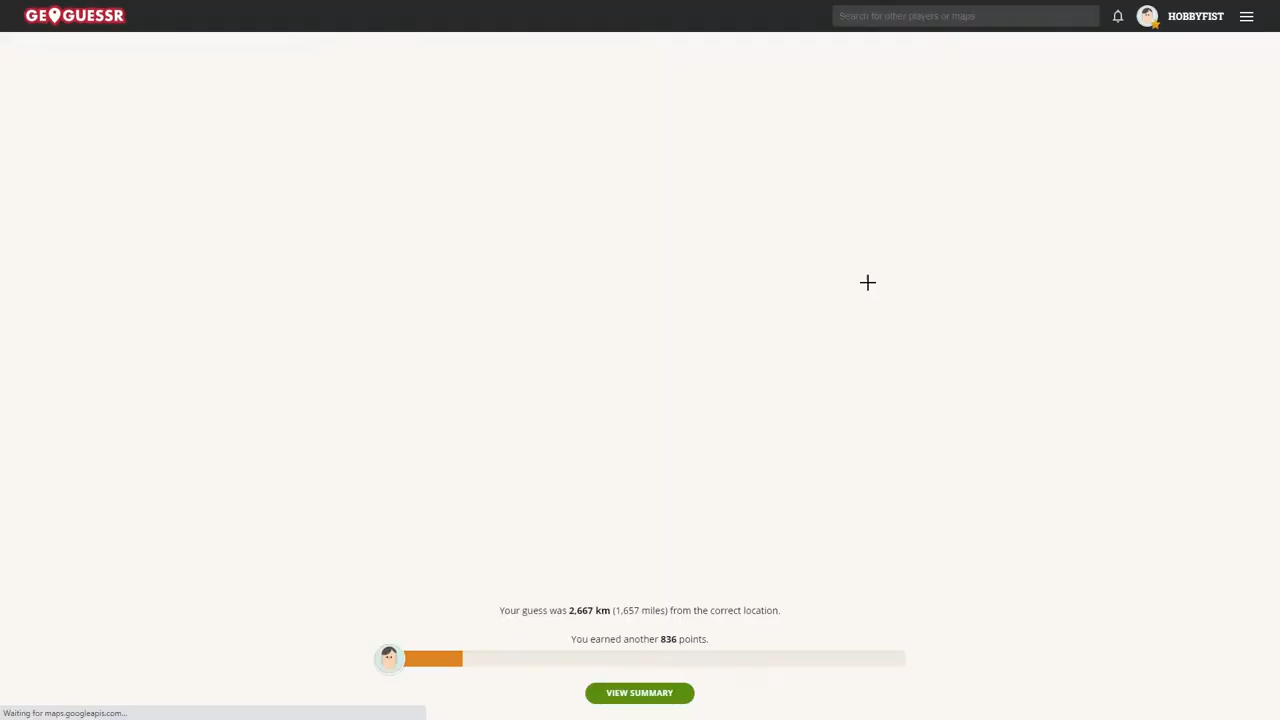 GEOGUESSR
Search for other players or maps
HOBBYFIST
Your guess was 2,667 km (1,657 miles) from the correct location.
You earned another 836 points.
VIEW SUMMARY
Waiting for maps.googleapis.com...